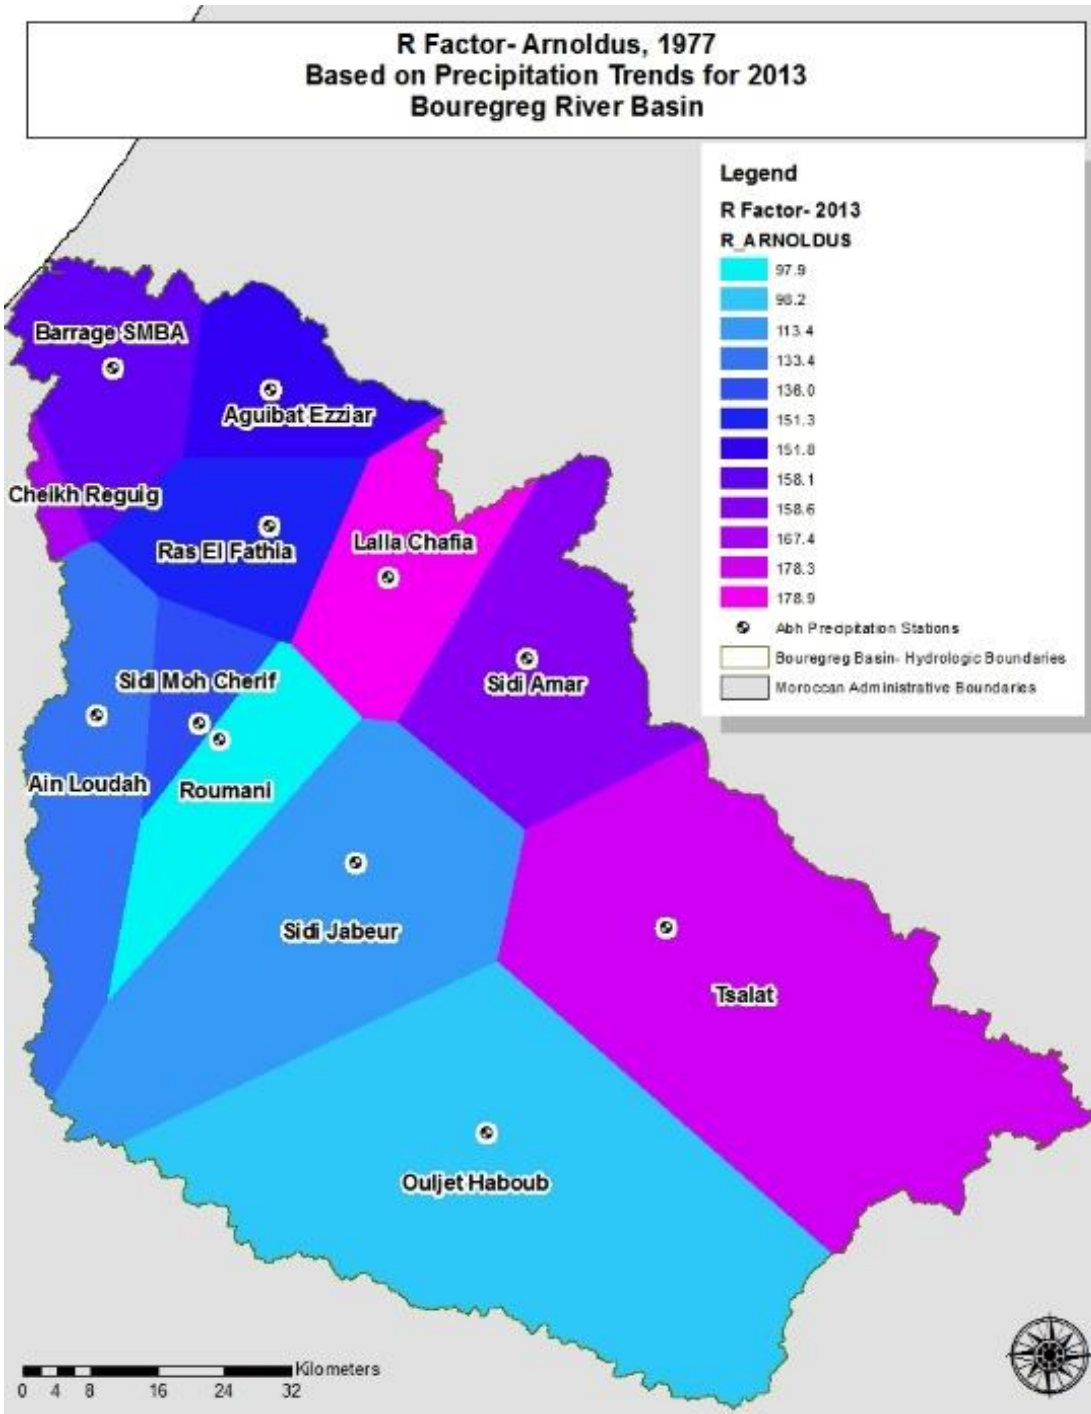 R Factor- Arnoldus, 1977
Based on Precipitation Trends for 2013
Bouregreg River Basin
Legend
R Factor- 2013
R_ARNOLDUS
97.9
98.2
113.4
133.4
136.0
151.3
151.8
158.1
158.6
167.4
178.3
178.9
Abh Precipitation Stations
Bouregreg Basin- Hydrologic Boundaries
Moroccan Administrative Boundaries
Barrage SMBA
Aguibat Ezziar
Cheikh Reguig
Ras El Fathia
Lalla Chafia
Sidi Moh Cherif
Sidi Amar
Ain Loudah
Roumani
Sidi Jabeur
Tsalat
Ouljet Haboub
Kilometers
0 4 8 16 24 32